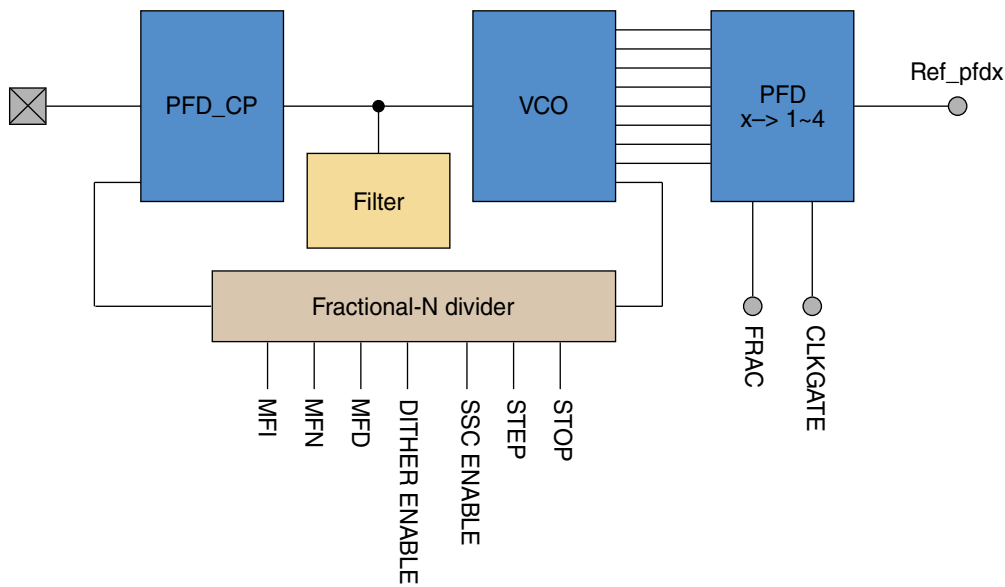 Ref_pfdx
PFD_CP
VCO
PFD
x–> 1~4
Filter
Fractional-N divider
MFI
MFN
MFD
DITHER ENABLE
SSC ENABLE
STEP
STOP
FRAC
CLKGATE